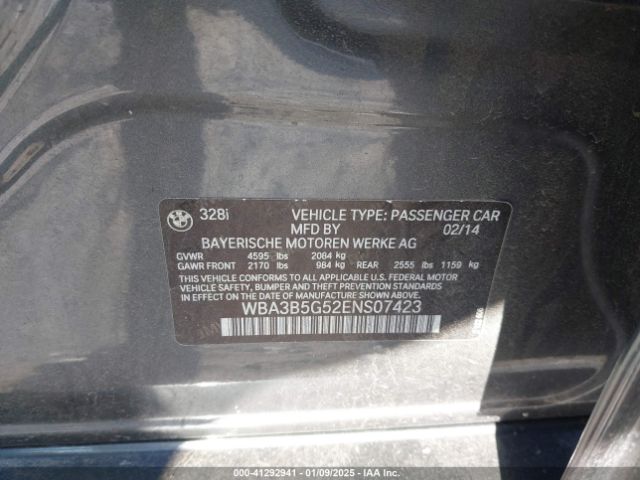 BMW 328i VEHICLE TYPE: PASSENGER CAR
MFD BY 02/14
BAYERISCHE MOTOREN WERKE AG
GVWR 4595 lbs 2084 kg
GAWR FRONT 2170 lbs 984 kg REAR 2555 lbs 1159 kg
THIS VEHICLE CONFORMS TO ALL APPLICABLE U.S. FEDERAL MOTOR
VEHICLE SAFETY, BUMPER, AND THEFT PREVENTION STANDARDS
IN EFFECT ON THE DATE OF MANUFACTURE SHOWN ABOVE.
WBA3B5G52ENS07423
000-41292941 - 01/09/2025 - IAA Inc.